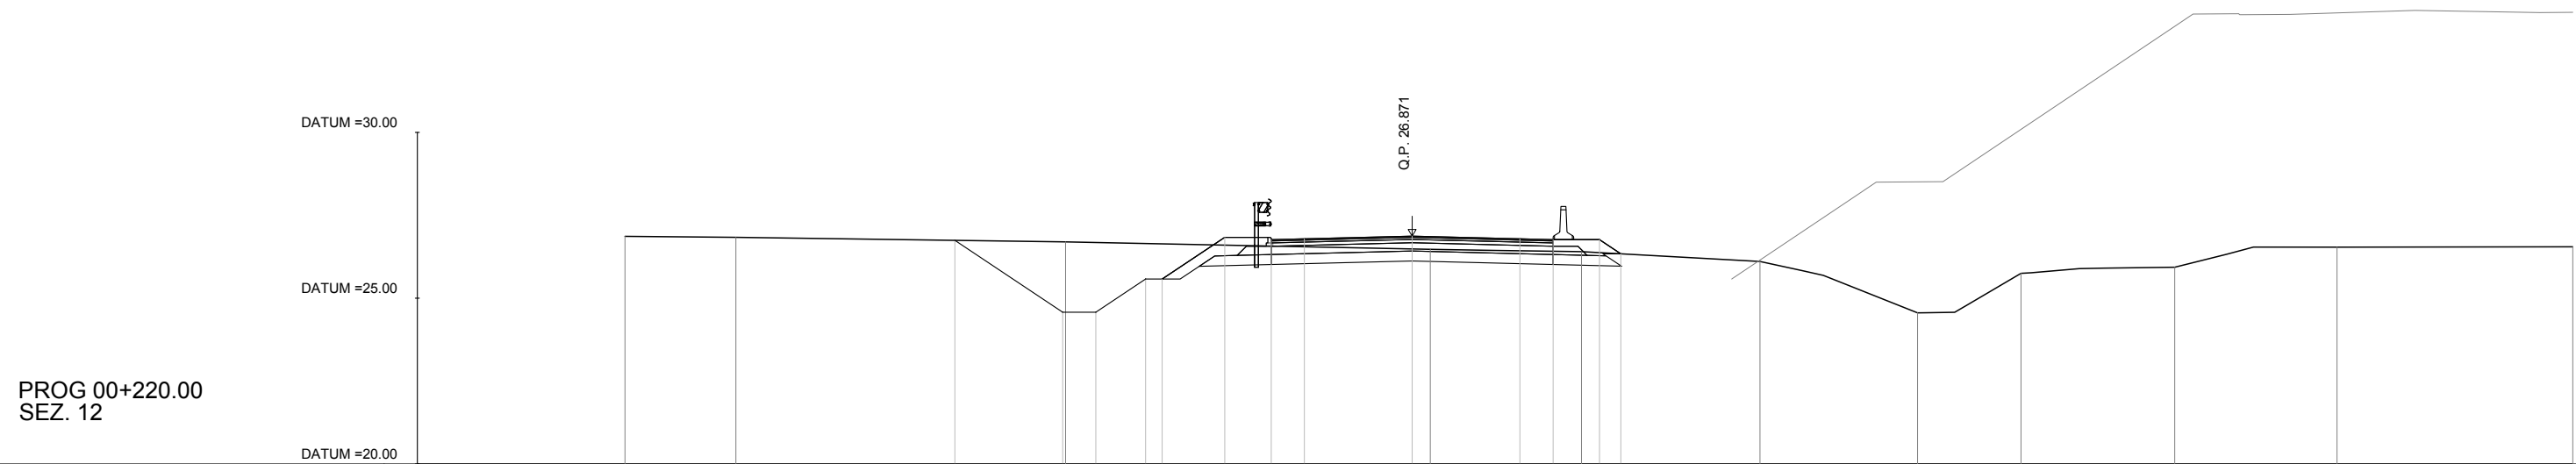 Q.P. 26.871
DATUM =30.00
DATUM =25.00
PROG 00+220.00
SEZ. 12
DATUM =20.00